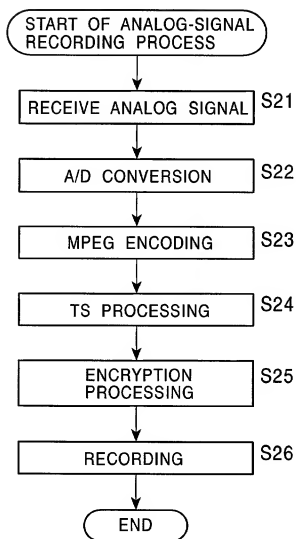 START OF ANALOG-SIGNAL
RECORDING PROCESS
RECEIVE ANALOG SIGNAL S21
A/D CONVERSION S22
MPEG ENCODING S23
TS PROCESSING S24
ENCRYPTION
PROCESSING S25
RECORDING S26
END